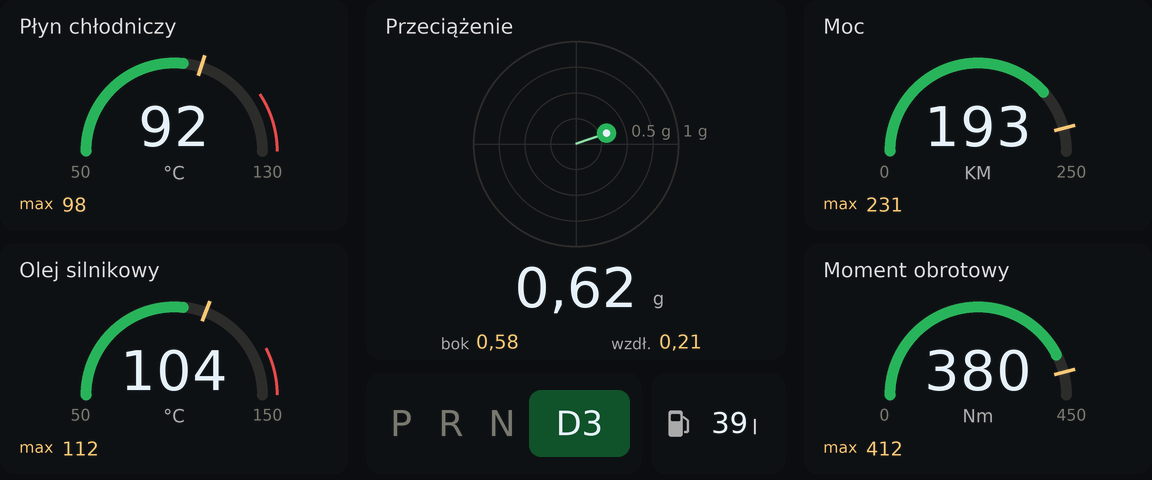 Płyn chłodniczy
92
50 °C 130
max 98
Olej silnikowy
104
50 °C 150
max 112
Przeciążenie
0.5 g 1 g
0,62 g
bok 0,58 wzdł. 0,21
P R N D3
39 l
Moc
193
0 KM 250
max 231
Moment obrotowy
380
0 Nm 450
max 412